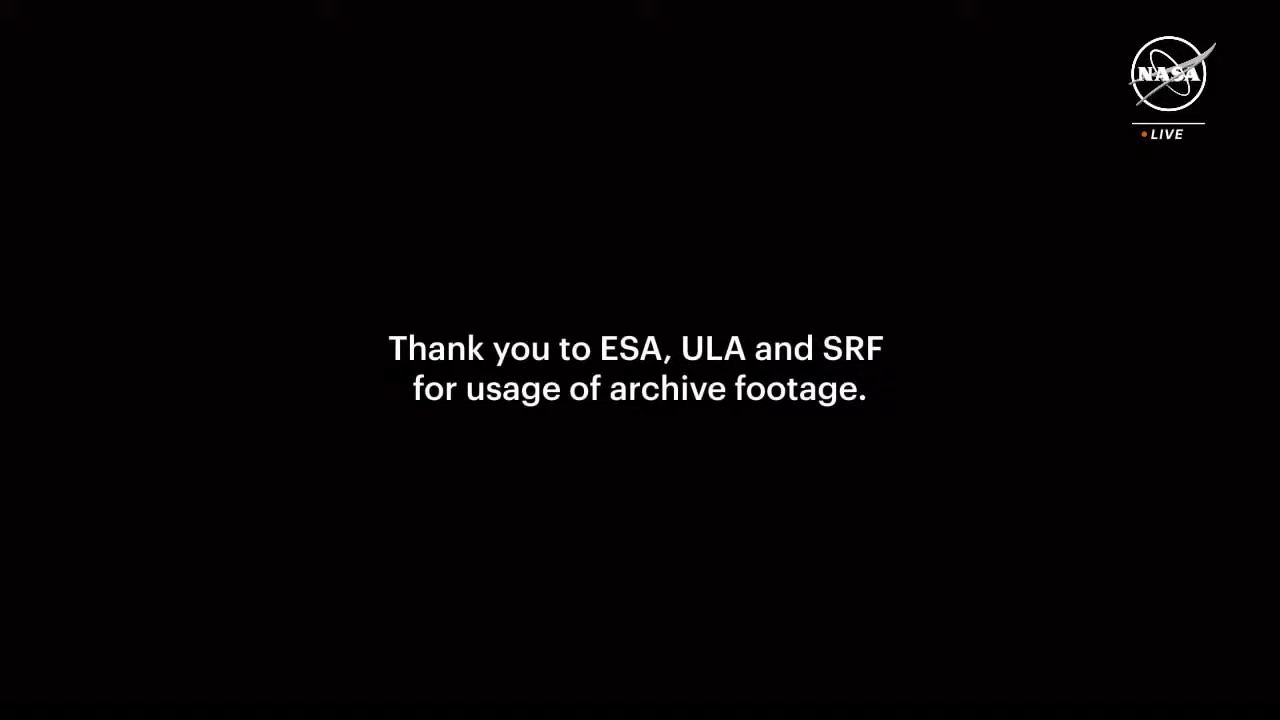 NASA
LIVE
Thank you to ESA, ULA and SRF
for usage of archive footage.